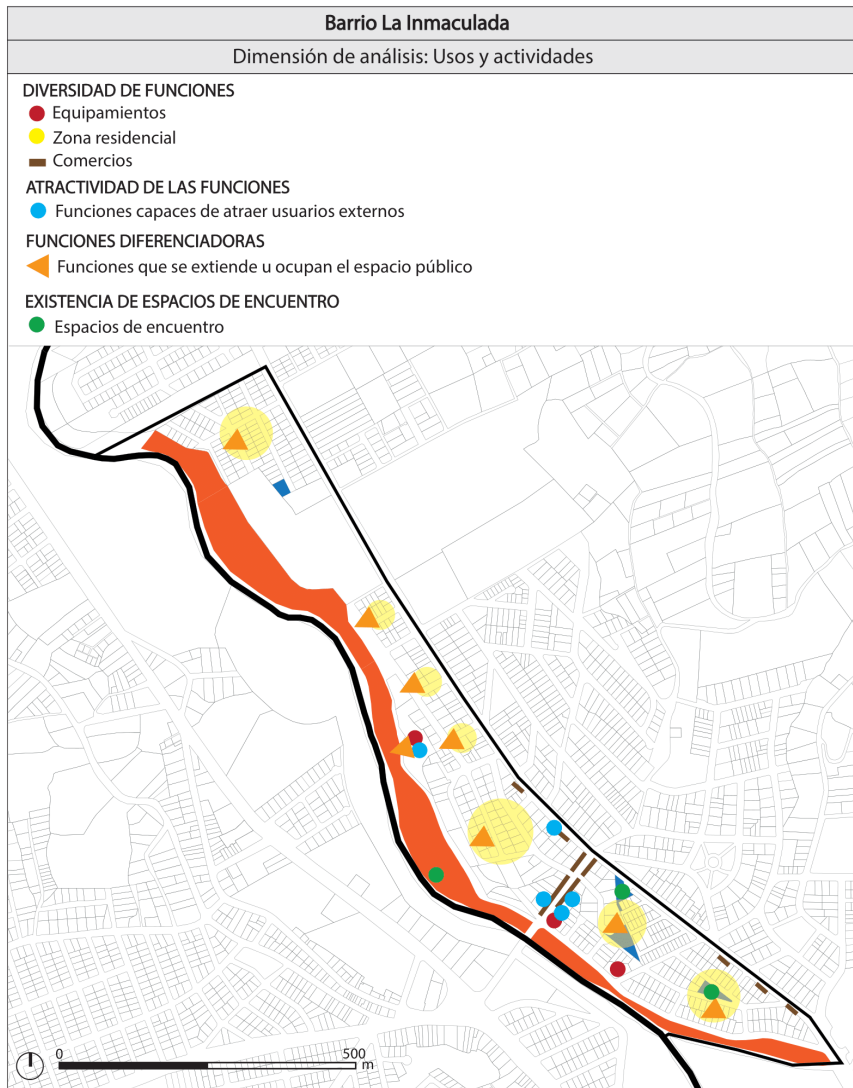 Barrio La Inmaculada
Dimensión de análisis: Usos y actividades
DIVERSIDAD DE FUNCIONES
Equipamientos
Zona residencial
Comercios
ATRACTIVIDAD DE LAS FUNCIONES
Funciones capaces de atraer usuarios externos
FUNCIONES DIFERENCIADORAS
Funciones que se extiende u ocupan el espacio público
EXISTENCIA DE ESPACIOS DE ENCUENTRO
Espacios de encuentro
0 500
m